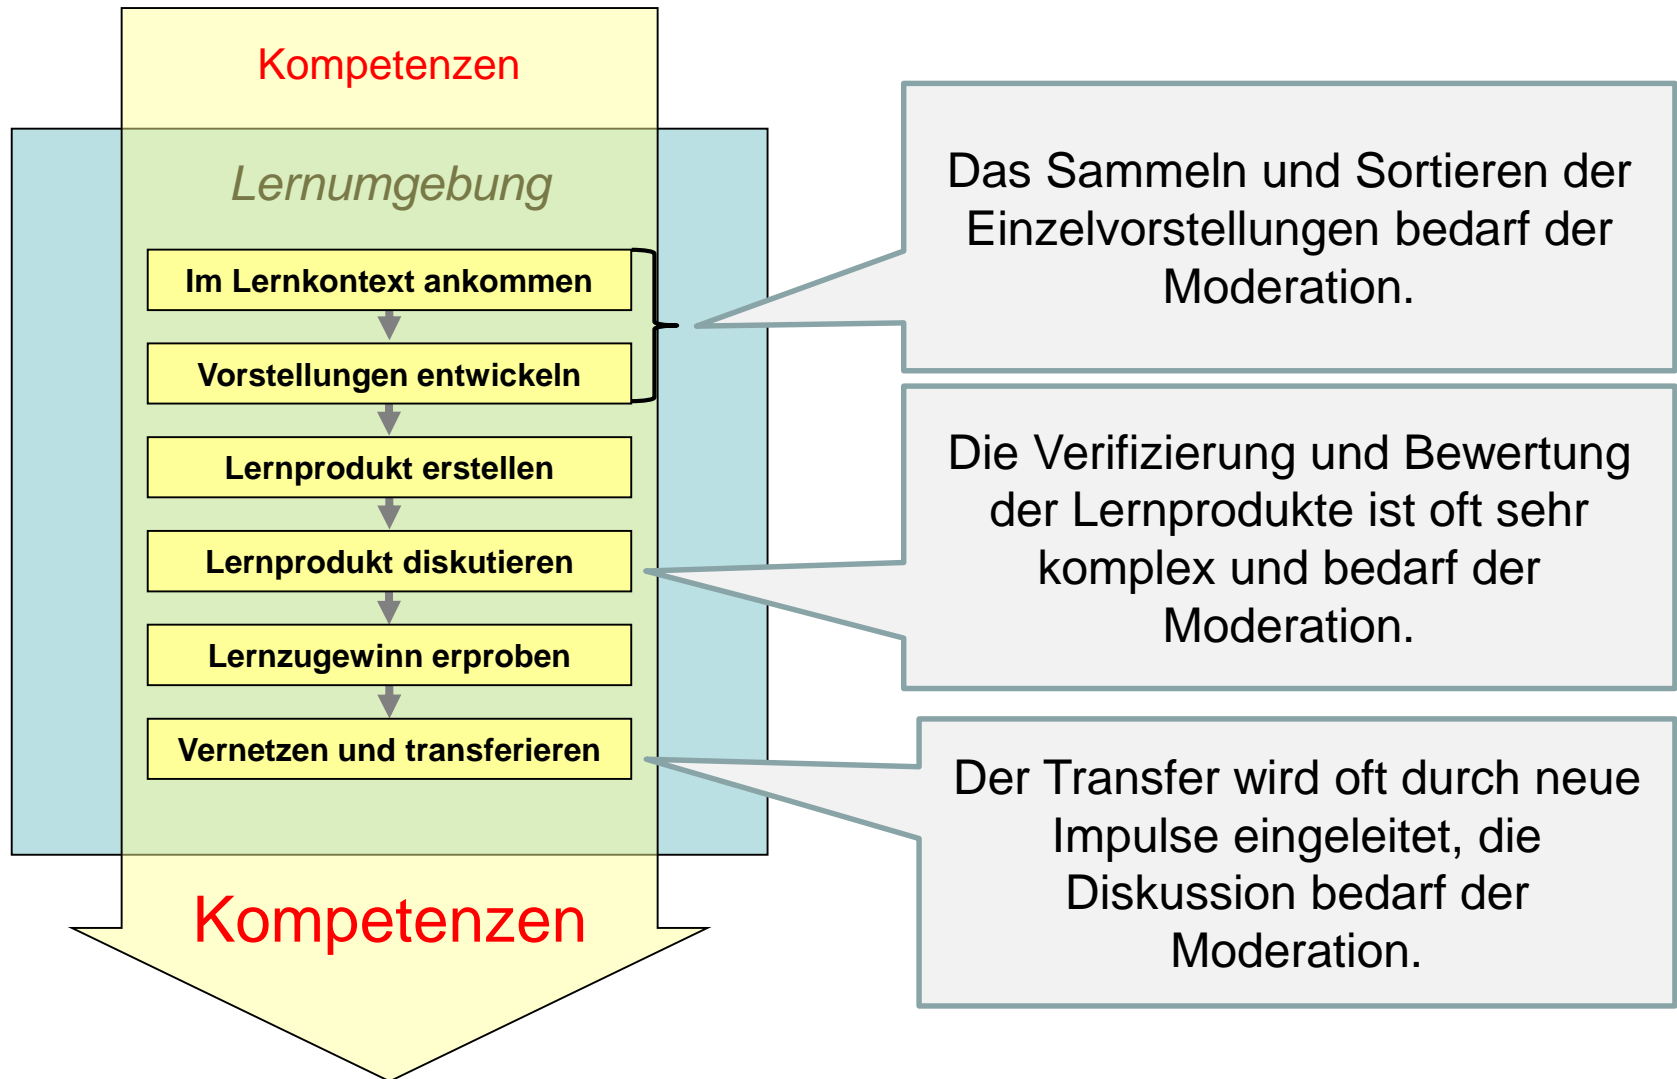 Kompetenzen
Lernumgebung
Im Lernkontext ankommen
Vorstellungen entwickeln
Lernprodukt erstellen
Lernprodukt diskutieren
Lernzugewinn erproben
Vernetzen und transferieren
Kompetenzen
Das Sammeln und Sortieren der
Einzelvorstellungen bedarf der
Moderation.
Die Verifizierung und Bewertung
der Lernprodukte ist oft sehr
komplex und bedarf der
Moderation.
Der Transfer wird oft durch neue
Impulse eingeleitet, die
Diskussion bedarf der
Moderation.